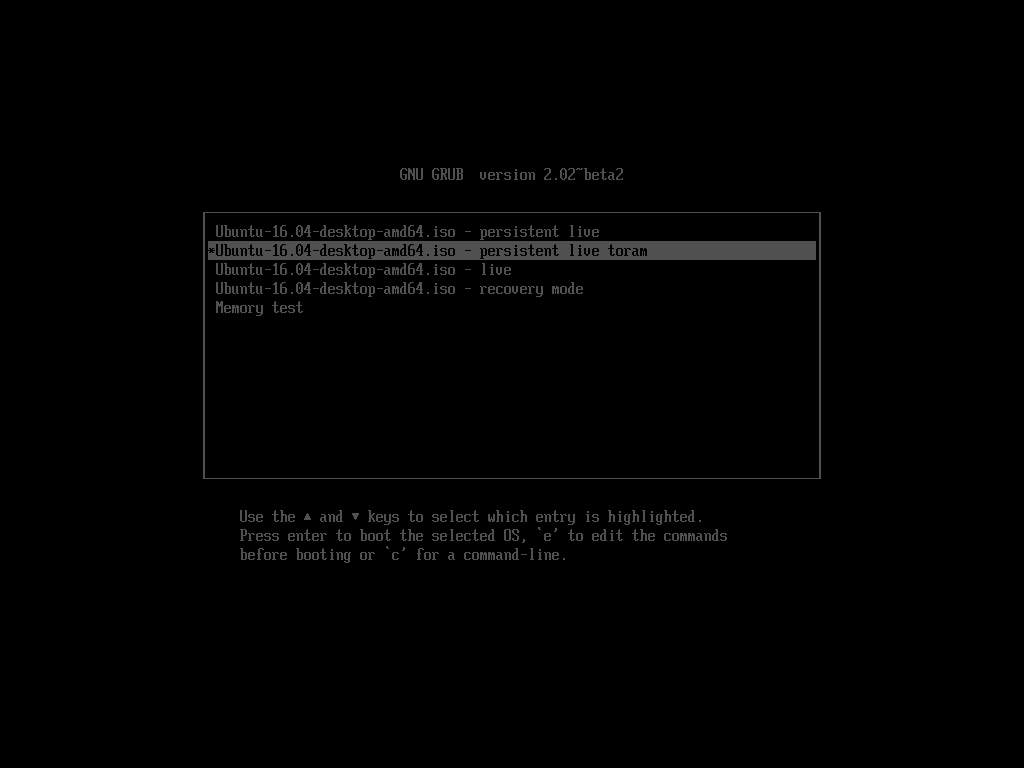 GNU GRUB  version 2.02~beta2
Ubuntu-16.04-desktop-amd64.iso - persistent live
*Ubuntu-16.04-desktop-amd64.iso - persistent live toram
Ubuntu-16.04-desktop-amd64.iso - live
Ubuntu-16.04-desktop-amd64.iso - recovery mode
Memory test
Use the ▲ and ▼ keys to select which entry is highlighted.
Press enter to boot the selected OS, `e' to edit the commands
before booting or `c' for a command-line.